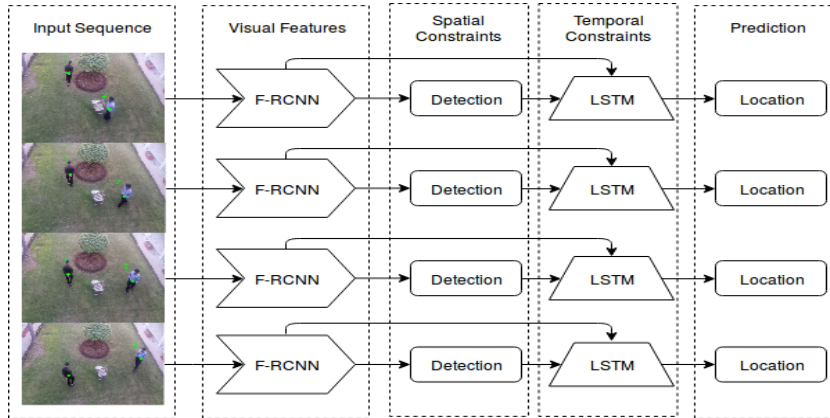 Input Sequence
Visual Features
Spatial
Constraints
Temporal
Constraints
Prediction
F-RCNN
Detection
LSTM
Location
F-RCNN
Detection
LSTM
Location
F-RCNN
Detection
LSTM
Location
F-RCNN
Detection
LSTM
Location